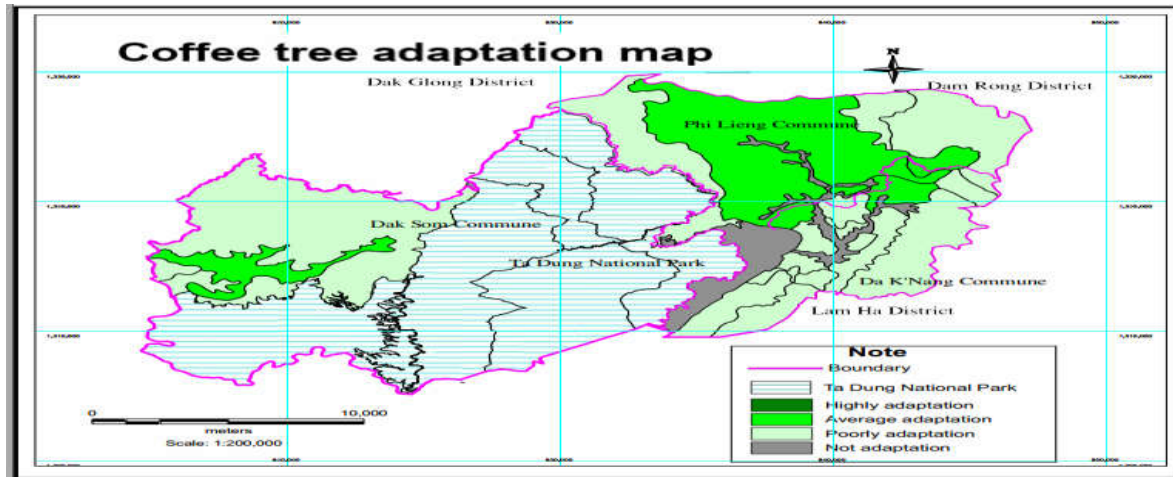 Coffee tree adaptation map
N
Dak Glong District
Dam Rong District
Phi Lieng Commune
Dak Som Commune
Ta Dung National Park
Da K'Nang Commune
Lam Ha District
Note
Boundary
Ta Dung National Park
Highly adaptation
Average adaptation
Poorly adaptation
Not adaptation
0 10,000
meters
Scale: 1:200,000